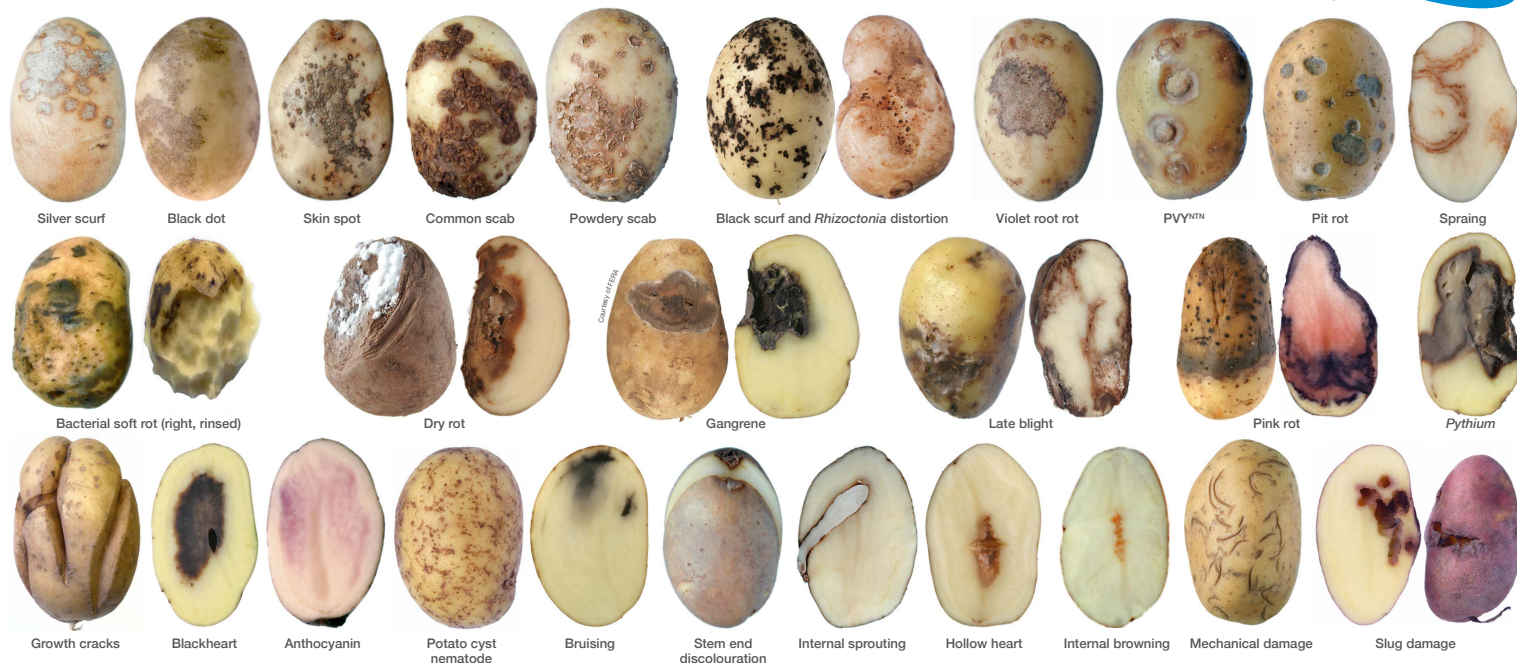 Silver scurf
Black dot
Skin spot
Common scab
Powdery scab
Black scurf and Rhizoctonia distortion
Violet root rot
PVYNTN
Pit rot
Spraing
Courtesy of FERA
Bacterial soft rot (right, rinsed)
Dry rot
Gangrene
Late blight
Pink rot
Pythium
Growth cracks
Blackheart
Anthocyanin
Potato cyst
nematode
Bruising
Stem end
discolouration
Internal sprouting
Hollow heart
Internal browning
Mechanical damage
Slug damage